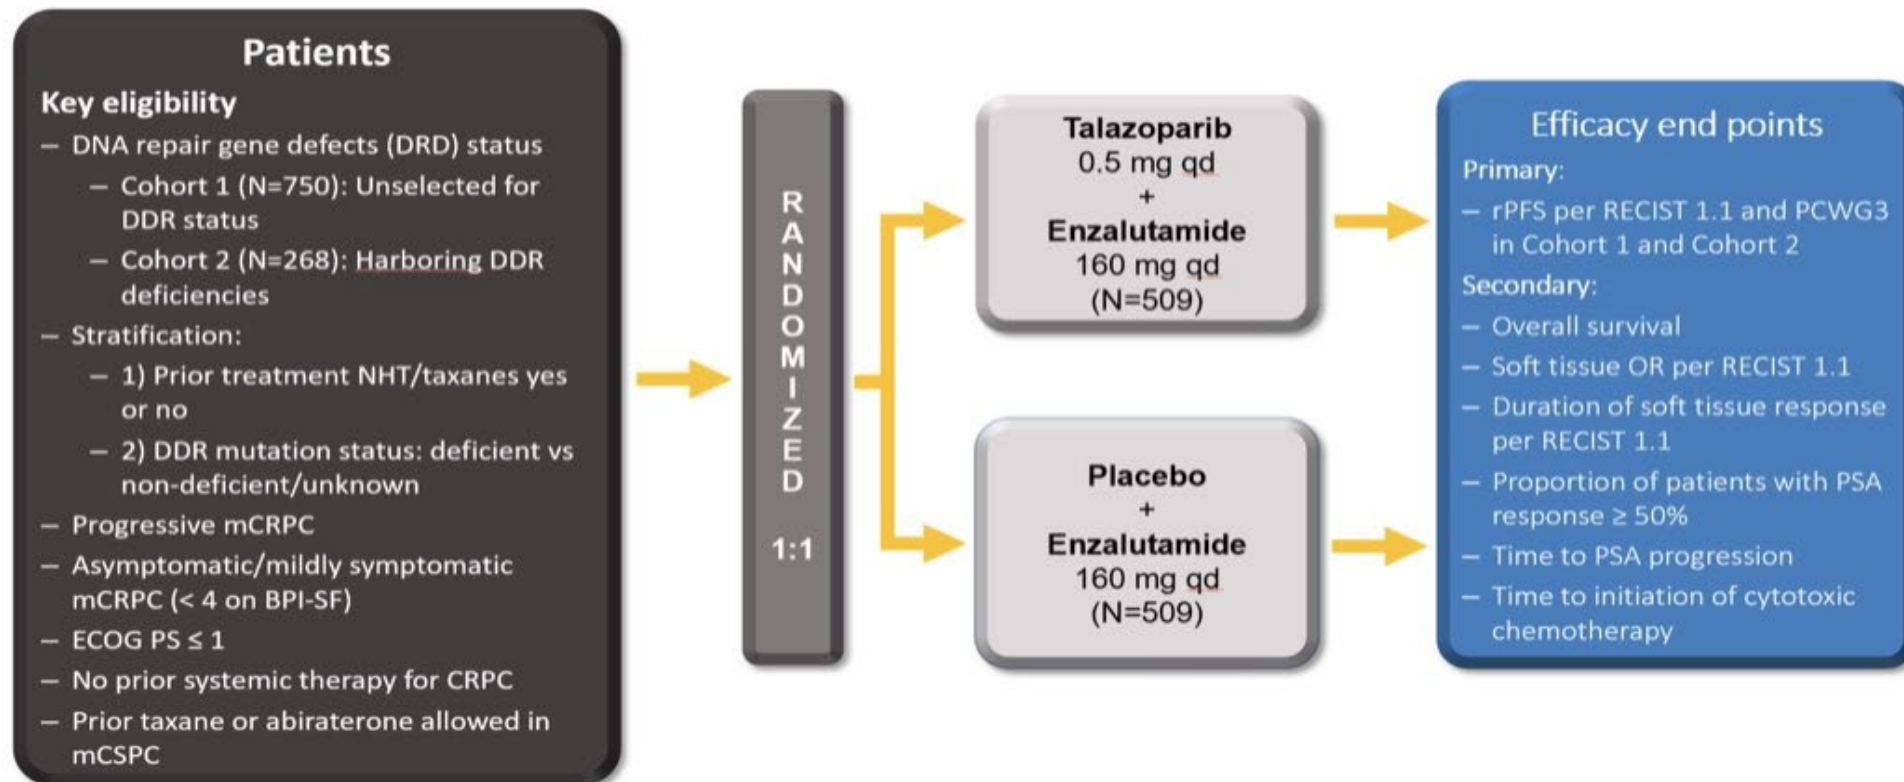 Patients
Key eligibility
– DNA repair gene defects (DRD) status
– Cohort 1 (N=750): Unselected for
DDR status
– Cohort 2 (N=268): Harboring DDR
deficiencies
– Stratification:
– 1) Prior treatment NHT/taxanes yes
or no
– 2) DDR mutation status: deficient vs
non-deficient/unknown
– Progressive mCRPC
– Asymptomatic/mildly symptomatic
mCRPC (< 4 on BPI-SF)
– ECOG PS ≤ 1
– No prior systemic therapy for CRPC
– Prior taxane or abiraterone allowed in
mCSPC
RANDOMIZED
1:1
Talazoparib
0.5 mg qd
+
Enzalutamide
160 mg qd
(N=509)
Placebo
+
Enzalutamide
160 mg qd
(N=509)
Efficacy end points
Primary:
– rPFS per RECIST 1.1 and PCWG3
in Cohort 1 and Cohort 2
Secondary:
– Overall survival
– Soft tissue OR per RECIST 1.1
– Duration of soft tissue response
per RECIST 1.1
– Proportion of patients with PSA
response ≥ 50%
– Time to PSA progression
– Time to initiation of cytotoxic
chemotherapy